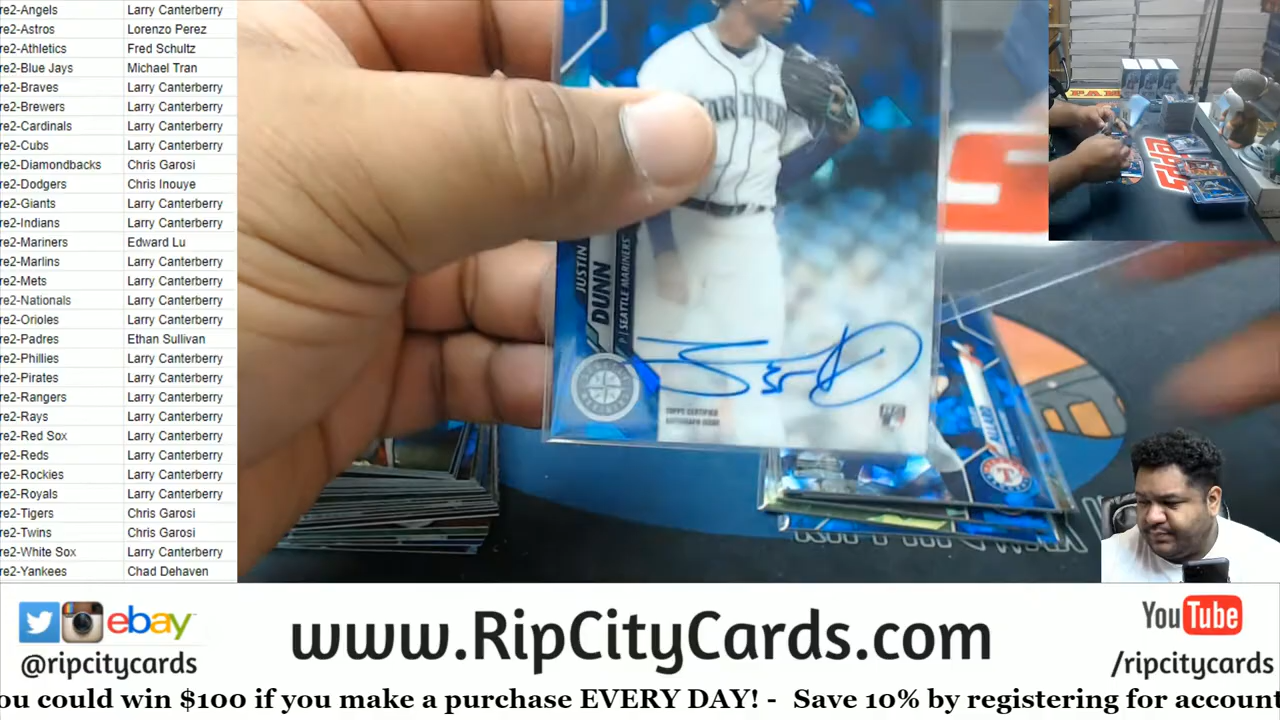 re2-Angels Larry Canterberry
re2-Astros Lorenzo Perez
re2-Athletics Fred Schultz
re2-Blue Jays Michael Tran
re2-Braves Larry Canterberry
re2-Brewers Larry Canterberry
re2-Cardinals Larry Canterberry
re2-Cubs Larry Canterberry
re2-Diamondbacks Chris Garosi
re2-Dodgers Chris Inouye
re2-Giants Larry Canterberry
re2-Indians Larry Canterberry
re2-Mariners Edward Lu
re2-Marlins Larry Canterberry
re2-Mets Larry Canterberry
re2-Nationals Larry Canterberry
re2-Orioles Larry Canterberry
re2-Padres Ethan Sullivan
re2-Phillies Larry Canterberry
re2-Pirates Larry Canterberry
re2-Rangers Larry Canterberry
re2-Rays Larry Canterberry
re2-Red Sox Larry Canterberry
re2-Reds Larry Canterberry
re2-Rockies Larry Canterberry
re2-Royals Larry Canterberry
re2-Tigers Chris Garosi
re2-Twins Chris Garosi
re2-White Sox Larry Canterberry
re2-Yankees Chad Dehaven
MARINERS
JUSTIN
DUNN
P | SEATTLE MARINERS
TOPPS CERTIFIED
AUTOGRAPH ISSUE
ALLARD
ebay
@ripcitycards
www.RipCityCards.com
YouTube
/ripcitycards
ou could win $100 if you make a purchase EVERY DAY! - Save 10% by registering for account